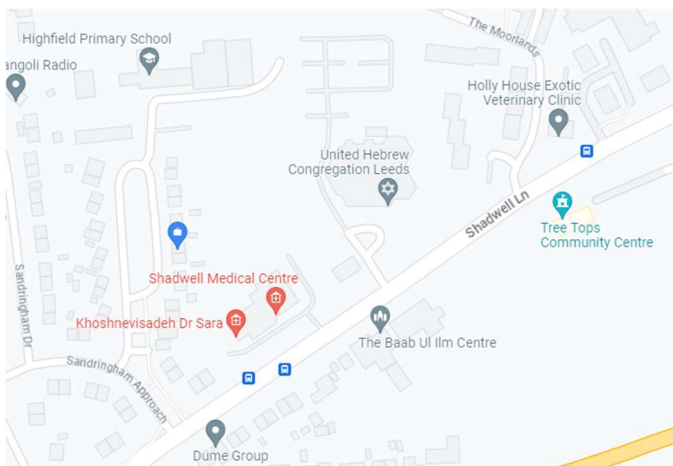 The Moorlands
Highfield Primary School
angoli Radio
Holly House Exotic
Veterinary Clinic
United Hebrew
Congregation Leeds
Shadwell Ln
Tree Tops
Community Centre
Sandringham Dr
Shadwell Medical Centre
Khoshnevisadeh Dr Sara
The Baab Ul Ilm Centre
Sandringham Approach
Dume Group